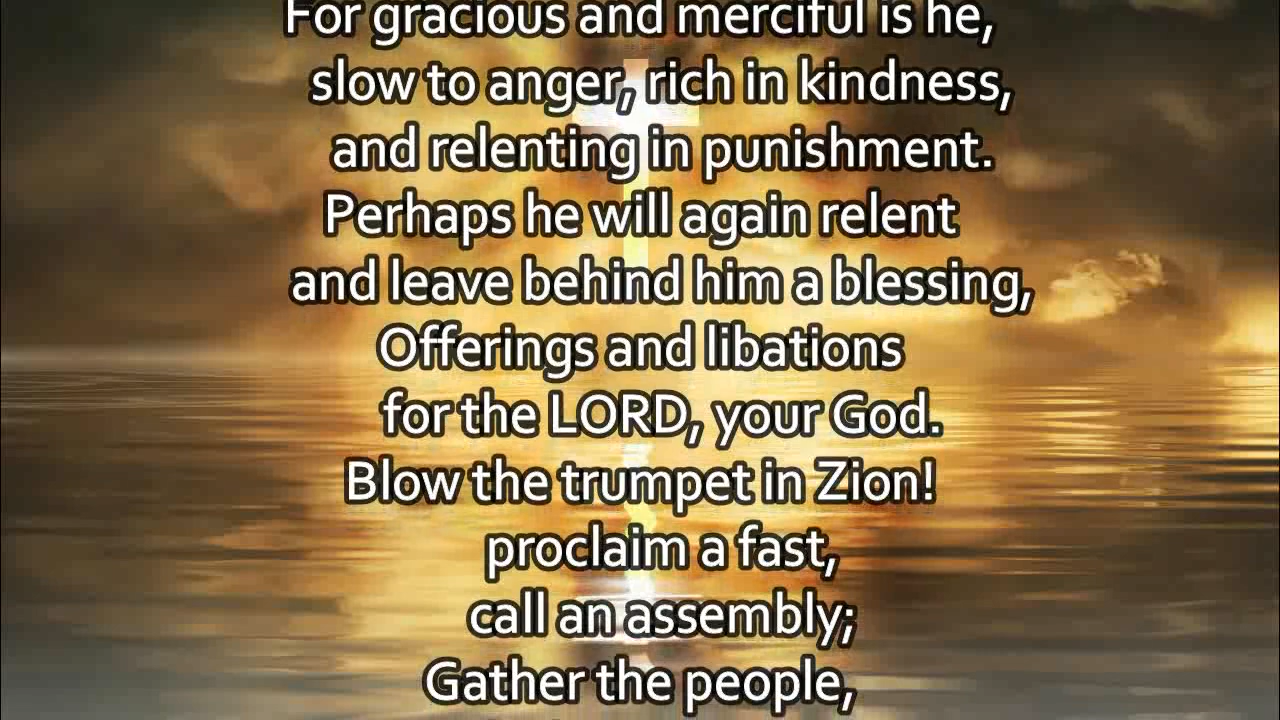 For gracious and merciful is he,
slow to anger, rich in kindness,
and relenting in punishment.
Perhaps he will again relent
and leave behind him a blessing,
Offerings and libations
for the LORD, your God.
Blow the trumpet in Zion!
proclaim a fast,
call an assembly;
Gather the people,